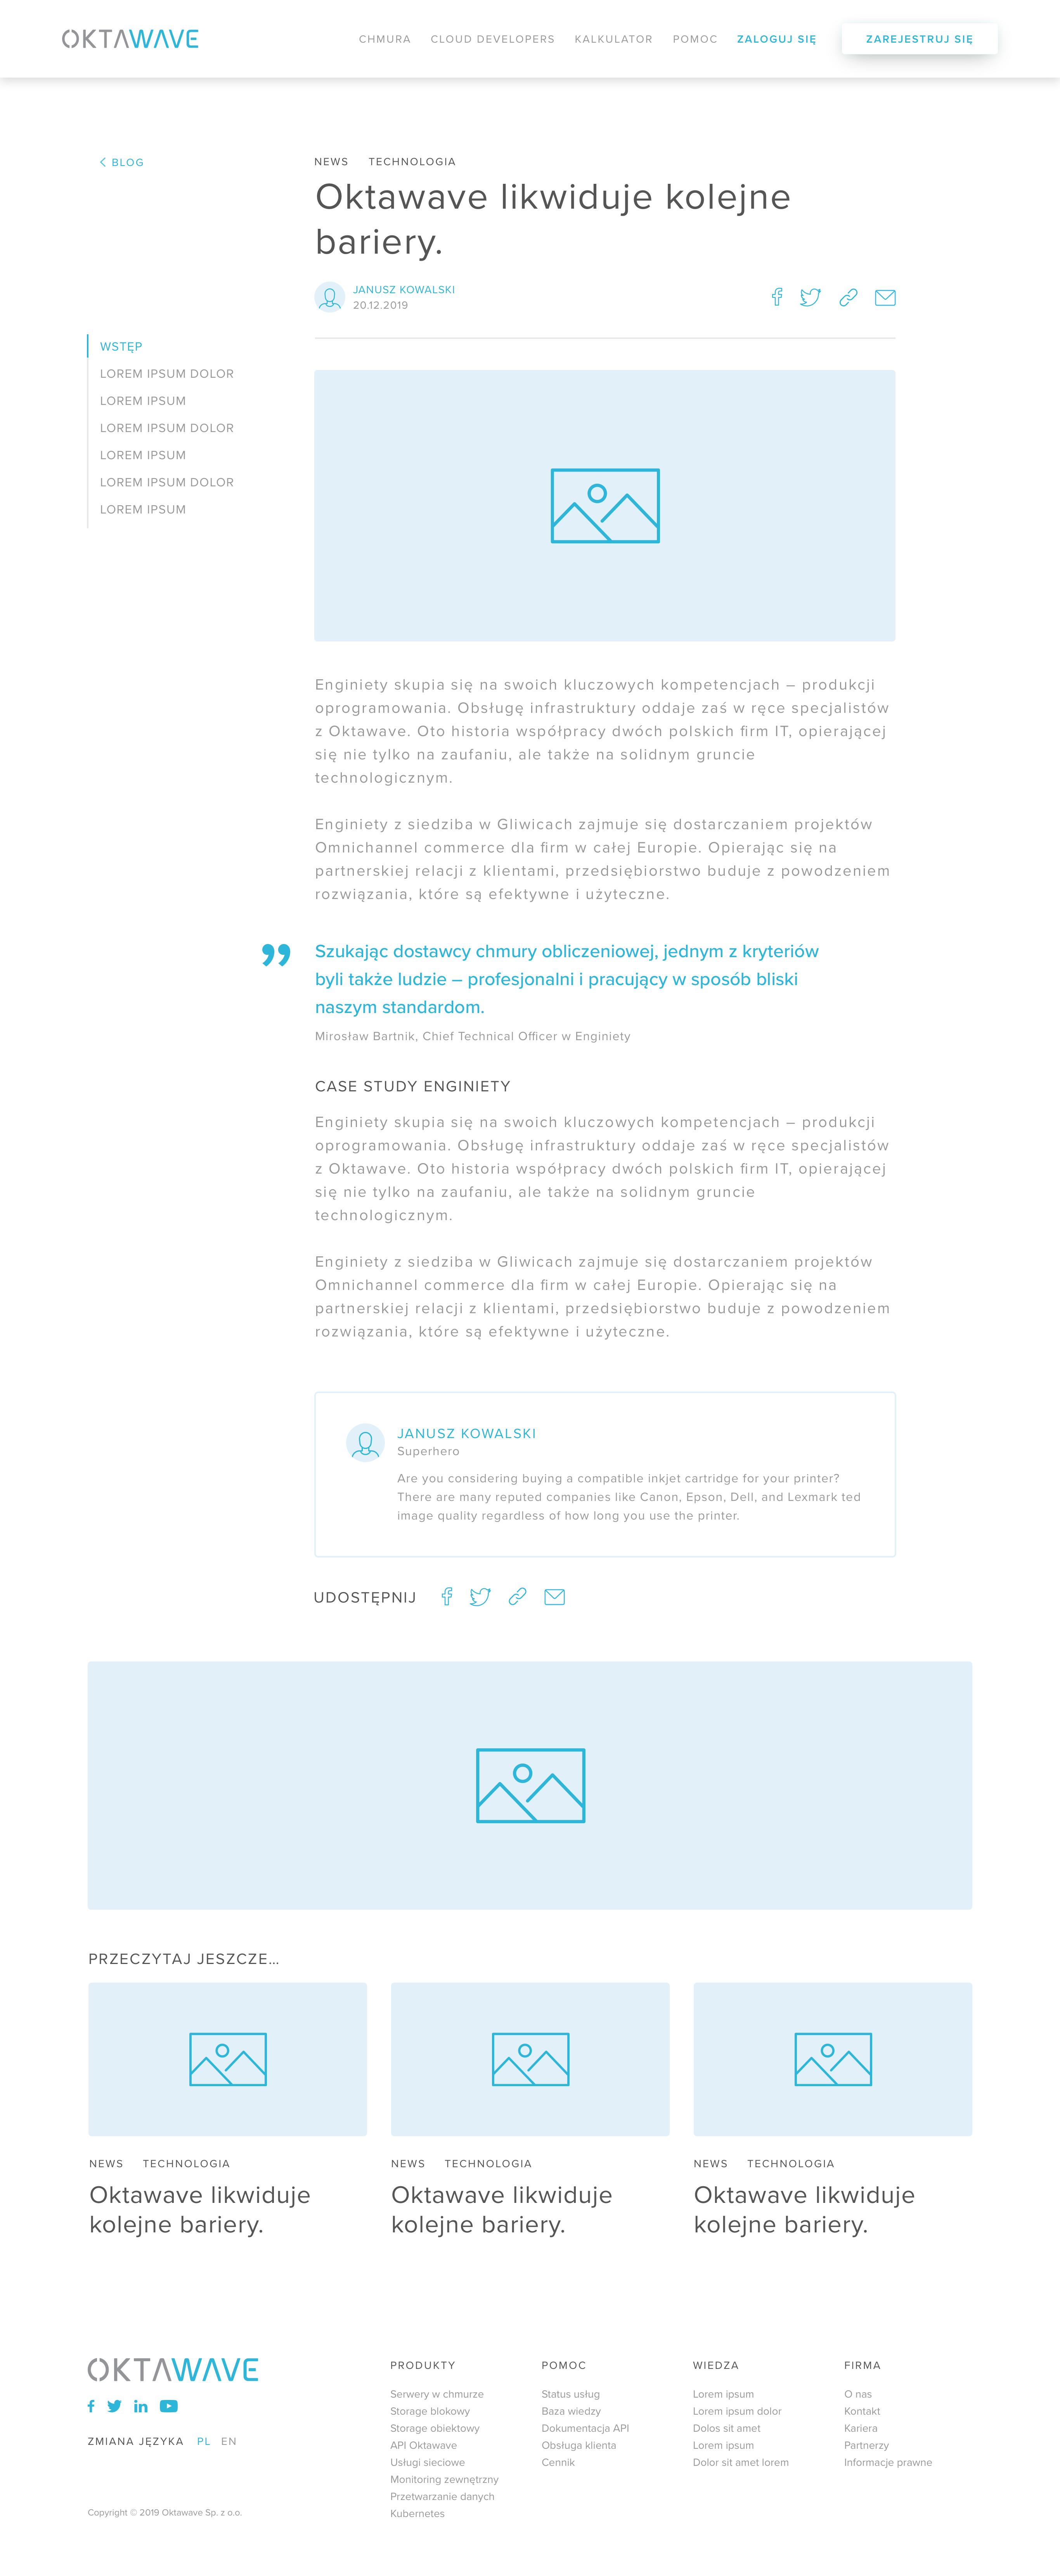 OKTAWAVE
CHMURA CLOUD DEVELOPERS KALKULATOR POMOC ZALOGUJ SIĘ ZAREJESTRUJ SIĘ
BLOG
NEWS TECHNOLOGIA
Oktawave likwiduje kolejne
bariery.
JANUSZ KOWALSKI
20.12.2019
WSTĘP
LOREM IPSUM DOLOR
LOREM IPSUM
LOREM IPSUM DOLOR
LOREM IPSUM
LOREM IPSUM DOLOR
LOREM IPSUM
Enginiety skupia się na swoich kluczowych kompetencjach – produkcji
oprogramowania. Obsługę infrastruktury oddaje zaś w ręce specjalistów
z Oktawave. Oto historia współpracy dwóch polskich firm IT, opierającej
się nie tylko na zaufaniu, ale także na solidnym gruncie
technologicznym.
Enginiety z siedziba w Gliwicach zajmuje się dostarczaniem projektów
Omnichannel commerce dla firm w całej Europie. Opierając się na
partnerskiej relacji z klientami, przedsiębiorstwo buduje z powodzeniem
rozwiązania, które są efektywne i użyteczne.
” Szukając dostawcy chmury obliczeniowej, jednym z kryteriów
byli także ludzie – profesjonalni i pracujący w sposób bliski
naszym standardom.
Mirosław Bartnik, Chief Technical Officer w Enginiety
CASE STUDY ENGINIETY
Enginiety skupia się na swoich kluczowych kompetencjach – produkcji
oprogramowania. Obsługę infrastruktury oddaje zaś w ręce specjalistów
z Oktawave. Oto historia współpracy dwóch polskich firm IT, opierającej
się nie tylko na zaufaniu, ale także na solidnym gruncie
technologicznym.
Enginiety z siedziba w Gliwicach zajmuje się dostarczaniem projektów
Omnichannel commerce dla firm w całej Europie. Opierając się na
partnerskiej relacji z klientami, przedsiębiorstwo buduje z powodzeniem
rozwiązania, które są efektywne i użyteczne.
JANUSZ KOWALSKI
Superhero
Are you considering buying a compatible inkjet cartridge for your printer?
There are many reputed companies like Canon, Epson, Dell, and Lexmark ted
image quality regardless of how long you use the printer.
UDOSTĘPNIJ
PRZECZYTAJ JESZCZE...
NEWS TECHNOLOGIA
Oktawave likwiduje
kolejne bariery.
NEWS TECHNOLOGIA
Oktawave likwiduje
kolejne bariery.
NEWS TECHNOLOGIA
Oktawave likwiduje
kolejne bariery.
OKTAWAVE
ZMIANA JĘZYKA PL EN
Copyright © 2019 Oktawave Sp. z o.o.
PRODUKTY
Serwery w chmurze
Storage blokowy
Storage obiektowy
API Oktawave
Usługi sieciowe
Monitoring zewnętrzny
Przetwarzanie danych
Kubernetes
POMOC
Status usług
Baza wiedzy
Dokumentacja API
Obsługa klienta
Cennik
WIEDZA
Lorem ipsum
Lorem ipsum dolor
Dolos sit amet
Lorem ipsum
Dolor sit amet lorem
FIRMA
O nas
Kontakt
Kariera
Partnerzy
Informacje prawne